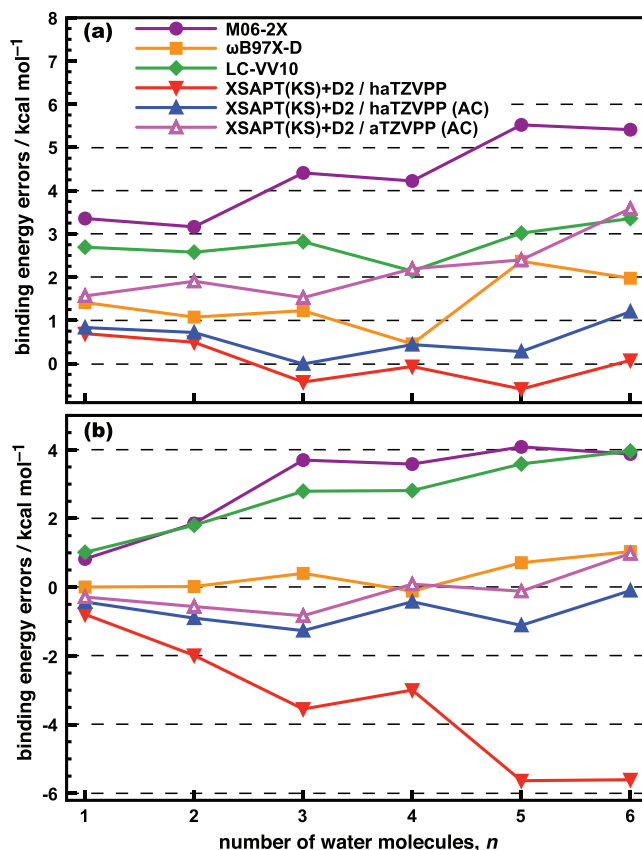 (a)
M06-2X
ωB97X-D
LC-VV10
XSAPT(KS)+D2 / haTZVPP
XSAPT(KS)+D2 / haTZVPP (AC)
XSAPT(KS)+D2 / aTZVPP (AC)
binding energy errors / kcal mol⁻¹
8
7
6
5
4
3
2
1
0
(b)
binding energy errors / kcal mol⁻¹
4
2
0
-2
-4
-6
1 2 3 4 5 6
number of water molecules, n